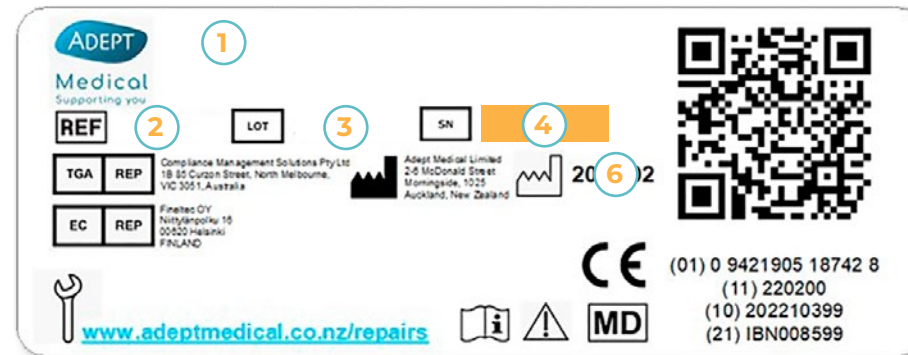 ADEPT
1
Medical
Supporting you
REF 2 LOT 3 SN 4
TGA REP
Compliance Management Solutions Pty Ltd
1B 85 Curzon Street, North Melbourne,
VIC 3051, Australia
Adept Medical Limited
2-6 McDonald Street
Morningside, 1025
Auckland, New Zealand
20 6 02
EC REP
Fineltec OY
Niittylänpolku 16
00620 Helsinki
FINLAND
CE
www.adeptmedical.co.nz/repairs
i
MD
(01) 0 9421905 18742 8
(11) 220200
(10) 202210399
(21) IBN008599